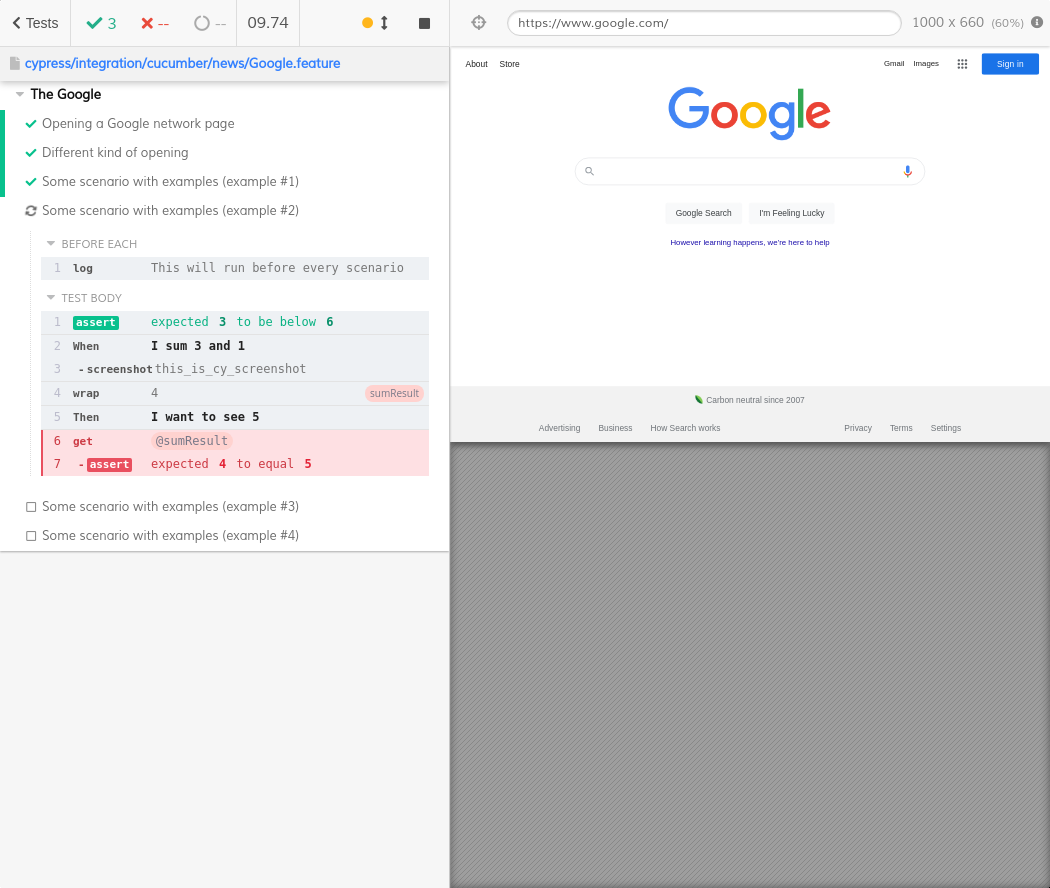 Tests 3 -- -- 09.74
cypress/integration/cucumber/news/Google.feature
The Google
Opening a Google network page
Different kind of opening
Some scenario with examples (example #1)
Some scenario with examples (example #2)
BEFORE EACH
1 log This will run before every scenario
TEST BODY
1 assert expected 3 to be below 6
2 When I sum 3 and 1
3 -screenshot this_is_cy_screenshot
4 wrap 4 sumResult
5 Then I want to see 5
6 get @sumResult
7 -assert expected 4 to equal 5
Some scenario with examples (example #3)
Some scenario with examples (example #4)
https://www.google.com/ 1000 x 660 (60%)
About Store Gmail Images Sign in
Google
Google Search I'm Feeling Lucky
However learning happens, we're here to help
Carbon neutral since 2007
Advertising Business How Search works Privacy Terms Settings